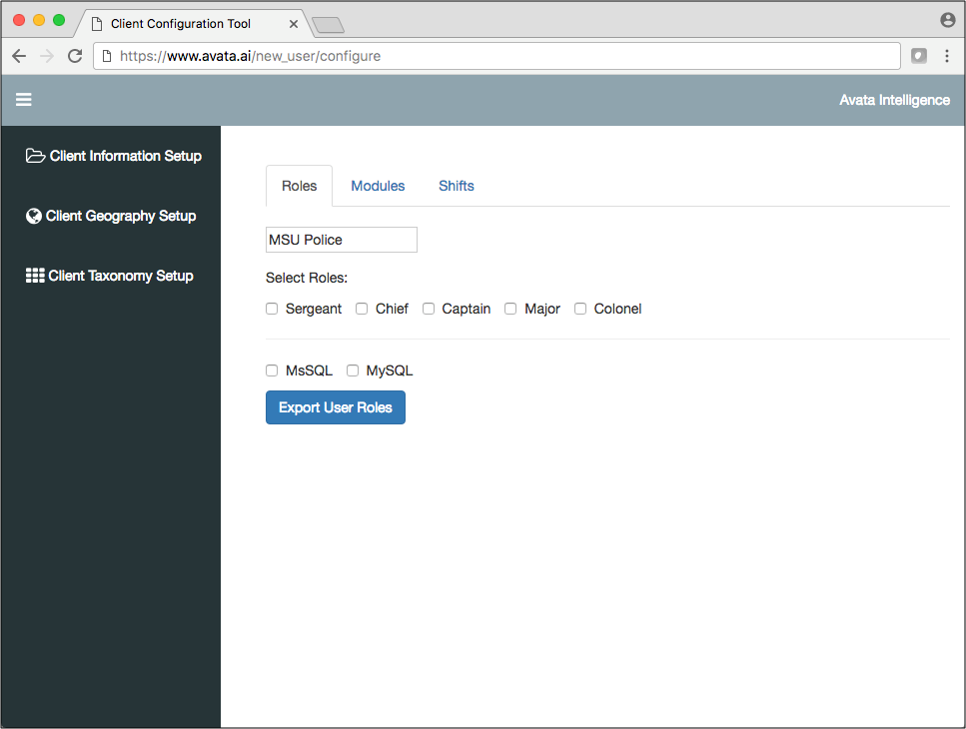 Client Configuration Tool
https://www.avata.ai/new_user/configure
Avata Intelligence
Client Information Setup
Client Geography Setup
Client Taxonomy Setup
Roles Modules Shifts
MSU Police
Select Roles:
Sergeant Chief Captain Major Colonel
MsSQL MySQL
Export User Roles